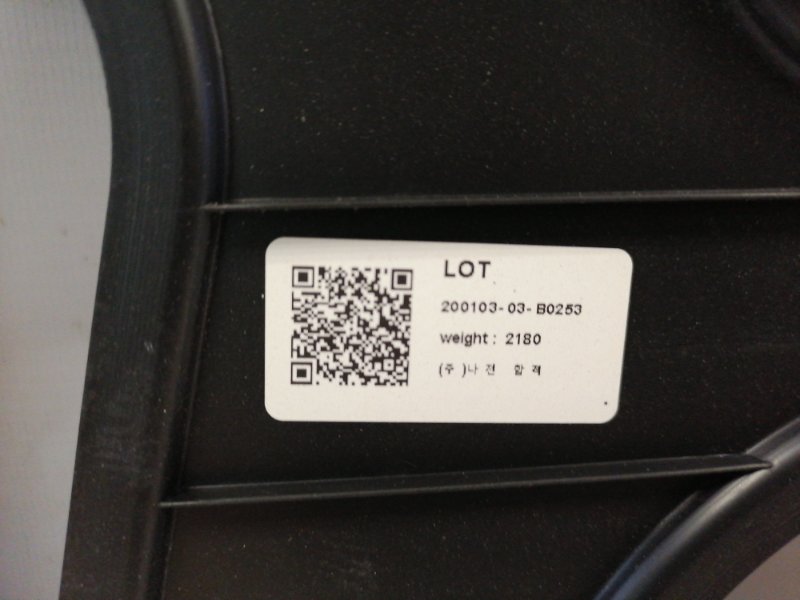 LOT
200103-03-B0253
weight : 2180
(주 )나 전 합 격